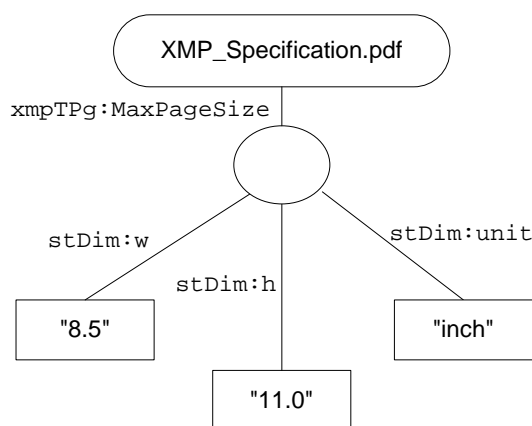 XMP_Specification.pdf
xmpTPg:MaxPageSize
stDim:w
stDim:h
stDim:unit
"8.5"
"11.0"
"inch"